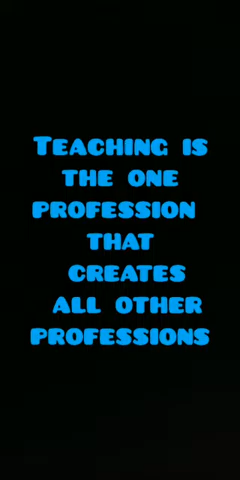 Teaching is
the one
profession
that
creates
all other
professions